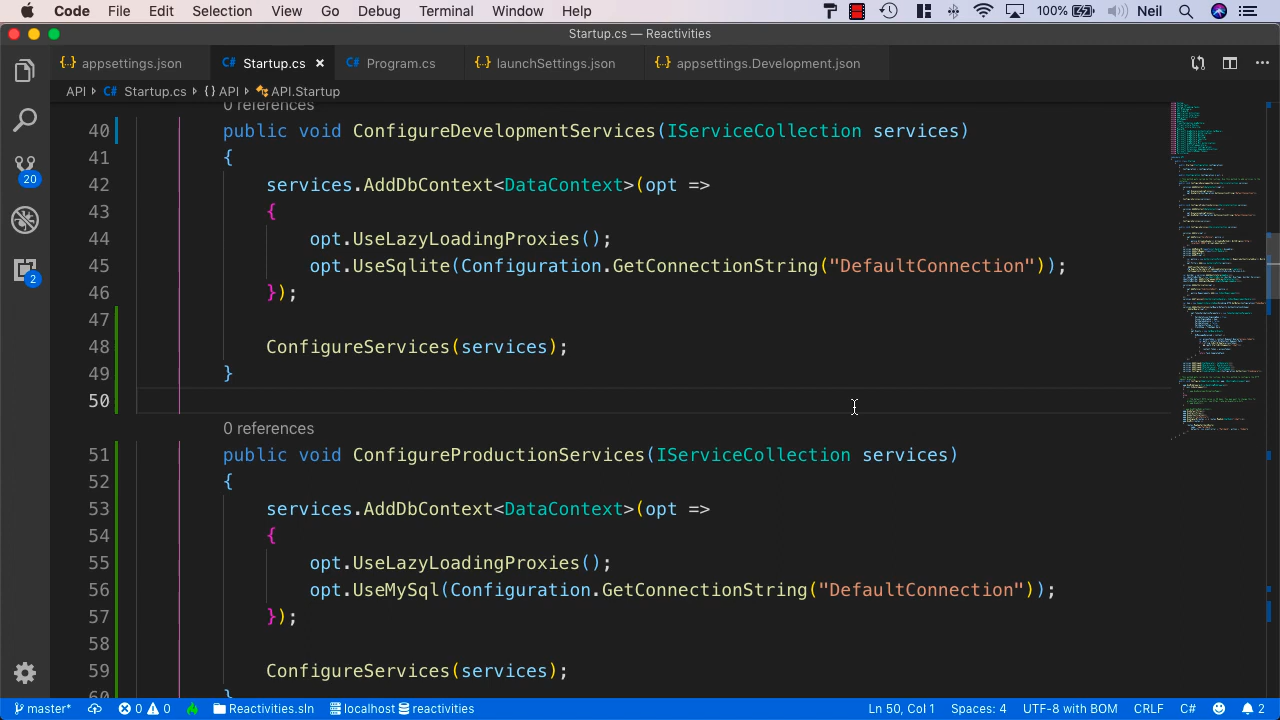 Code File Edit Selection View Go Debug Terminal Window Help 100% Neil
Startup.cs — Reactivities
appsettings.json Startup.cs Program.cs launchSettings.json appsettings.Development.json
API Startup.cs {} API API.Startup
0 references
40 public void ConfigureDevelopmentServices(IServiceCollection services)
41 {
42 services.AddDbContext<DataContext>(opt =>
43 {
44 opt.UseLazyLoadingProxies();
45 opt.UseSqlite(Configuration.GetConnectionString("DefaultConnection"));
46 });
47
48 ConfigureServices(services);
49 }
50
0 references
51 public void ConfigureProductionServices(IServiceCollection services)
52 {
53 services.AddDbContext<DataContext>(opt =>
54 {
55 opt.UseLazyLoadingProxies();
56 opt.UseMySql(Configuration.GetConnectionString("DefaultConnection"));
57 });
58
59 ConfigureServices(services);
60 }
20
2
master* 0 0 Reactivities.sln localhost reactivities Ln 50, Col 1 Spaces: 4 UTF-8 with BOM CRLF C# 2